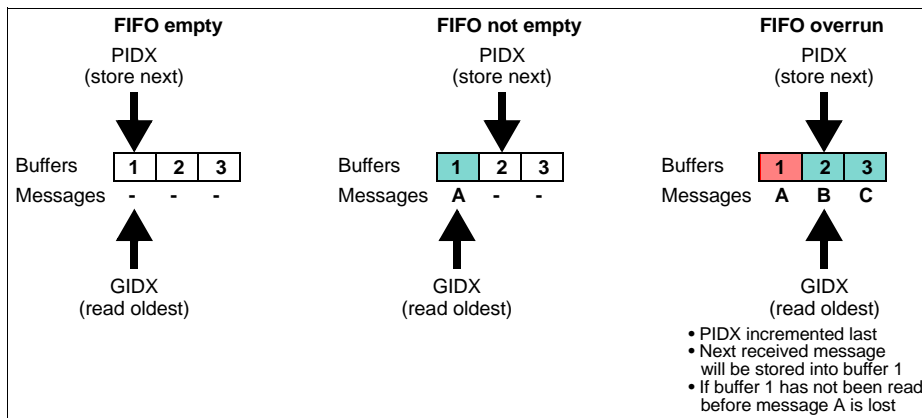 FIFO empty
PIDX
(store next)
Buffers 1 2 3
Messages - - -
GIDX
(read oldest)
FIFO not empty
PIDX
(store next)
Buffers 1 2 3
Messages A - -
GIDX
(read oldest)
FIFO overrun
PIDX
(store next)
Buffers 1 2 3
Messages A B C
GIDX
(read oldest)
• PIDX incremented last
• Next received message
will be stored into buffer 1
• If buffer 1 has not been read
before message A is lost